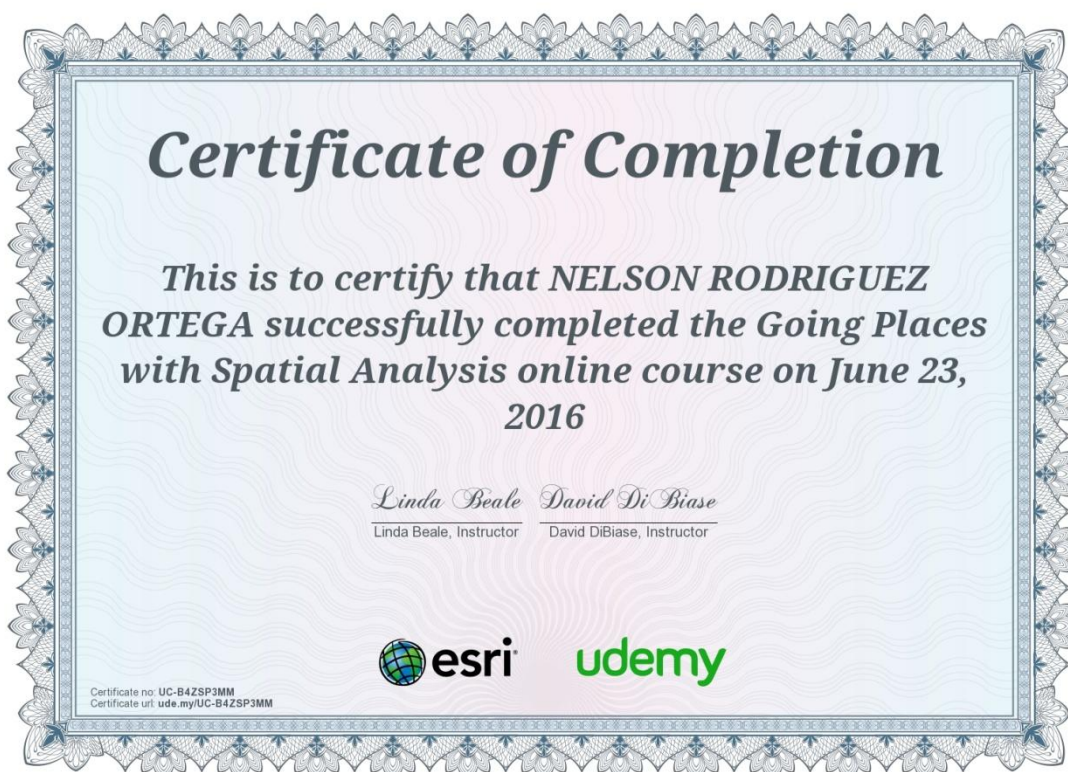 Certificate of Completion
This is to certify that NELSON RODRIGUEZ
ORTEGA successfully completed the Going Places
with Spatial Analysis online course on June 23,
2016
Linda Beale David Di Biase
Linda Beale, Instructor David DiBiase, Instructor
esri udemy
Certificate no: UC-B4ZSP3MM
Certificate url: ude.my/UC-B4ZSP3MM